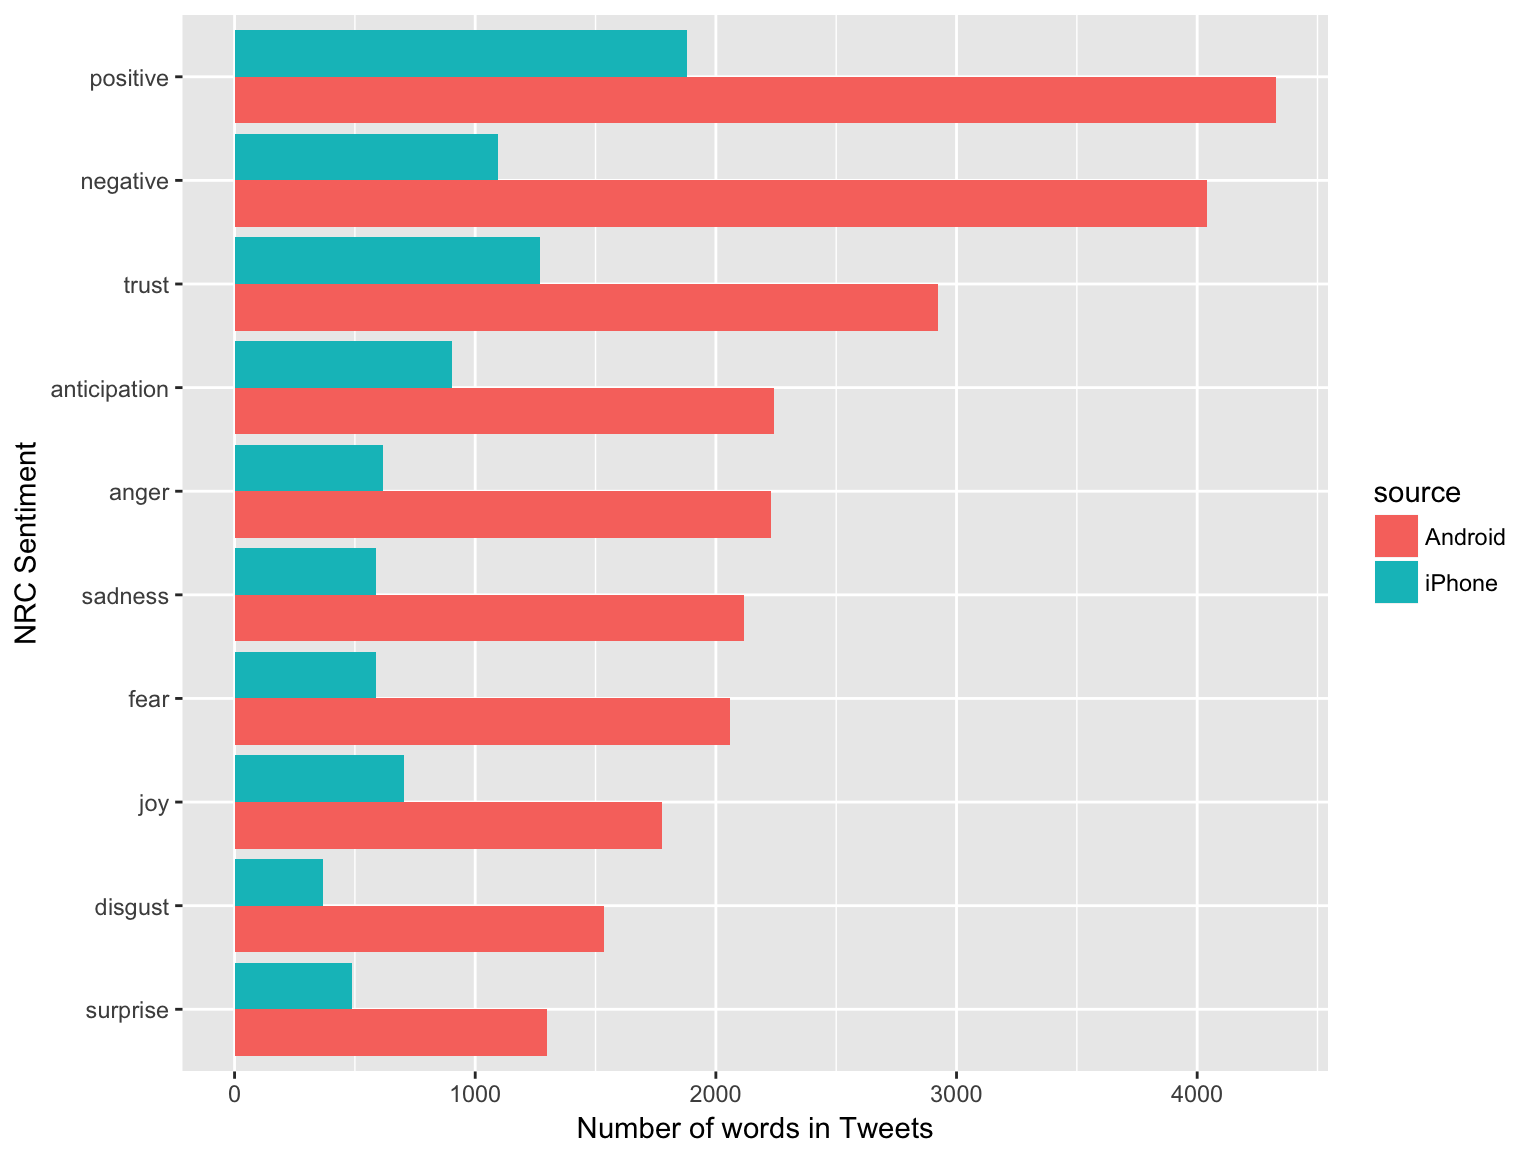 positive
negative
trust
anticipation
anger
sadness
fear
joy
disgust
surprise
NRC Sentiment
0 1000 2000 3000 4000
Number of words in Tweets
source
Android
iPhone